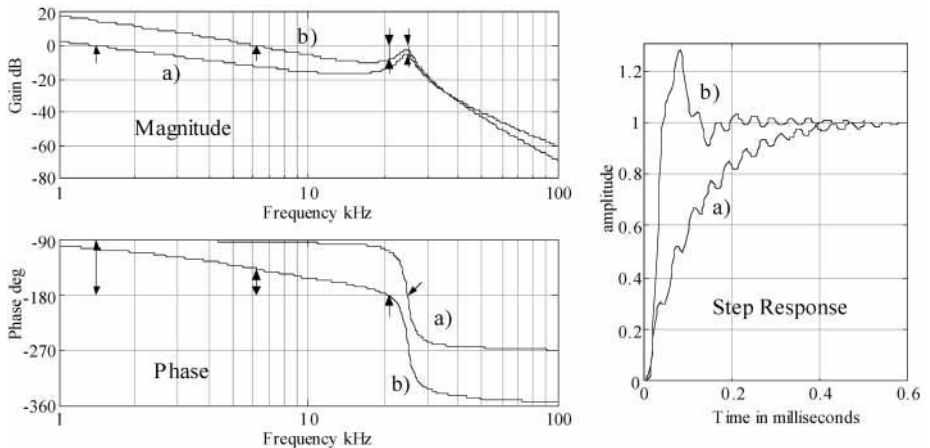 20
0
-20
-40
-60
-80
Gain dB
b)
a)
Magnitude
1
10
100
Frequency kHz
-90
-180
-270
-360
Phase deg
a)
b)
Phase
1
10
100
Frequency kHz
1.2
1
0.8
0.6
0.4
0.2
0
amplitude
b)
a)
Step Response
0
0.2
0.4
0.6
Time in milliseconds